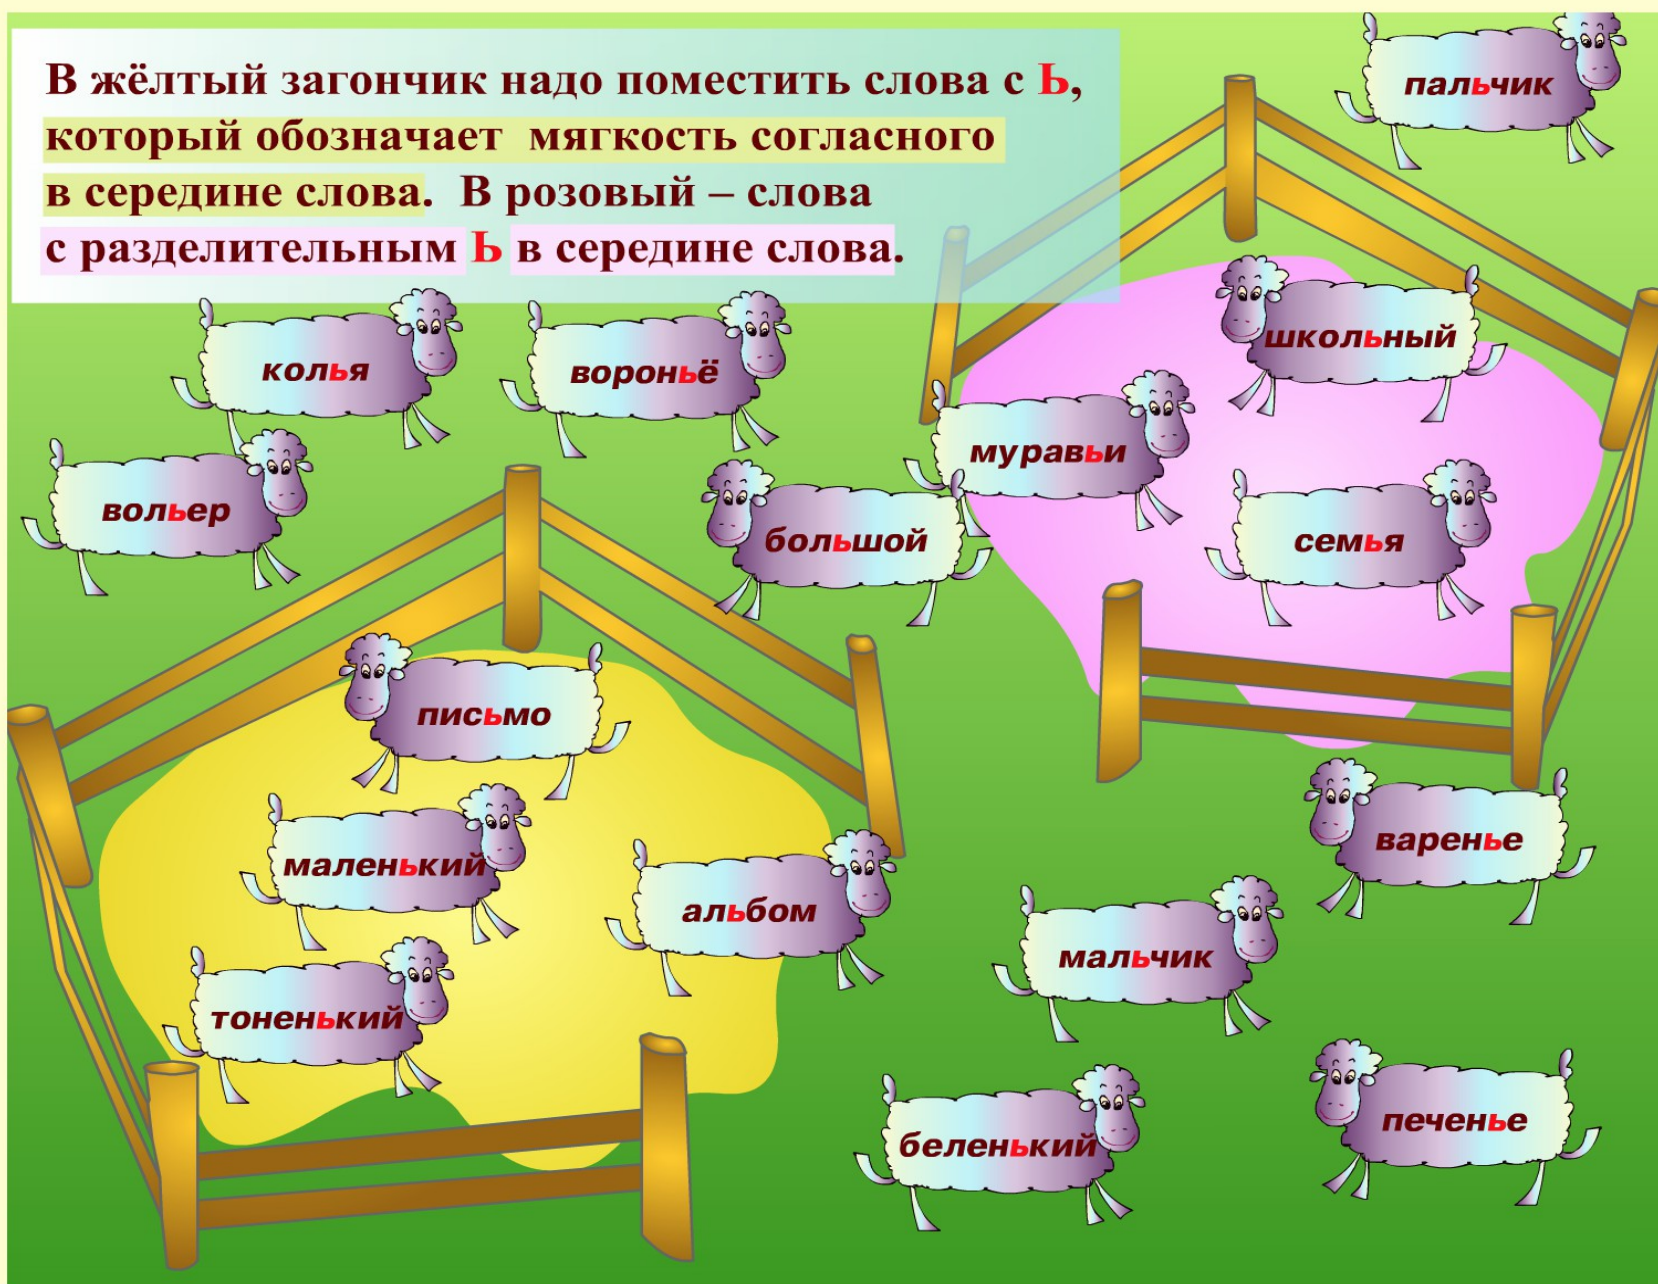 В жёлтый загончик надо поместить слова с Ь,
который обозначает мягкость согласного
в середине слова. В розовый – слова
с разделительным Ь в середине слова.
пальчик
школьный
колья
вороньё
муравьи
вольер
большой
семья
письмо
маленький
варенье
альбом
мальчик
тоненький
беленький
печенье